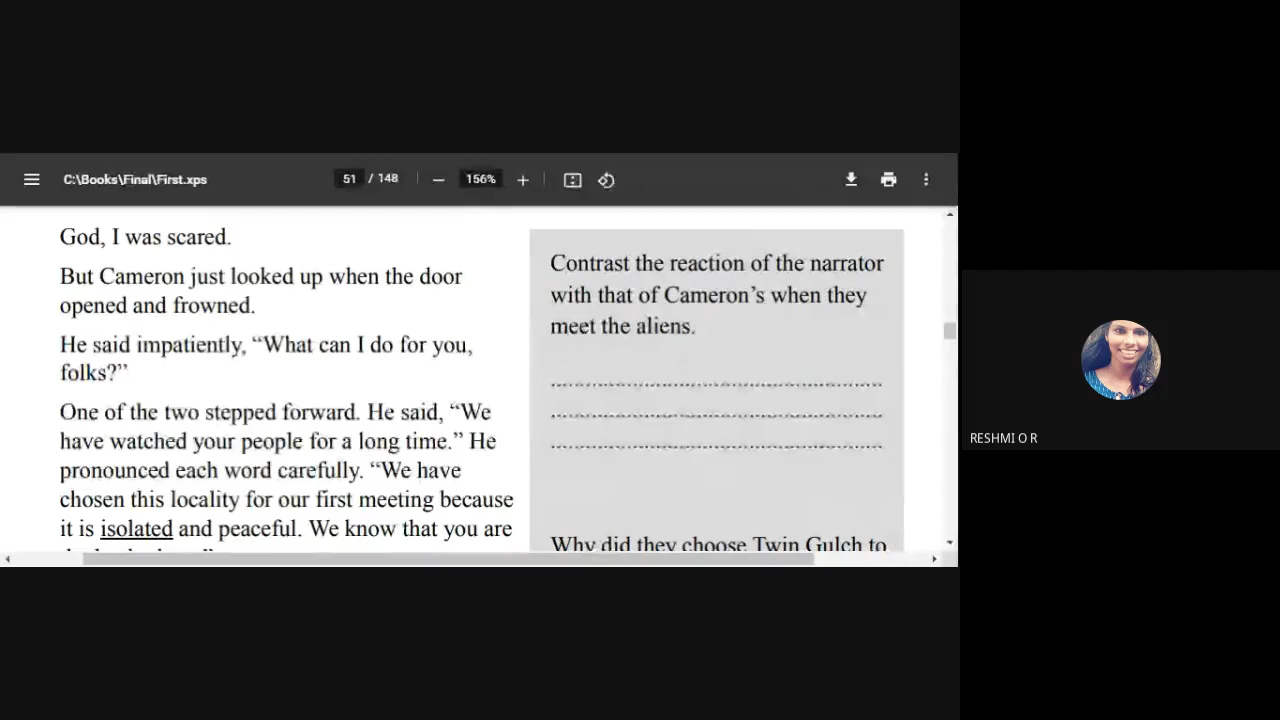 C:\Books\Final\First.xps
51 / 148
156%
God, I was scared.
But Cameron just looked up when the door
opened and frowned.
He said impatiently, “What can I do for you,
folks?”
One of the two stepped forward. He said, “We
have watched your people for a long time.” He
pronounced each word carefully. “We have
chosen this locality for our first meeting because
it is isolated and peaceful. We know that you are
Contrast the reaction of the narrator
with that of Cameron’s when they
meet the aliens.
Why did they choose Twin Gulch to
RESHMI O R